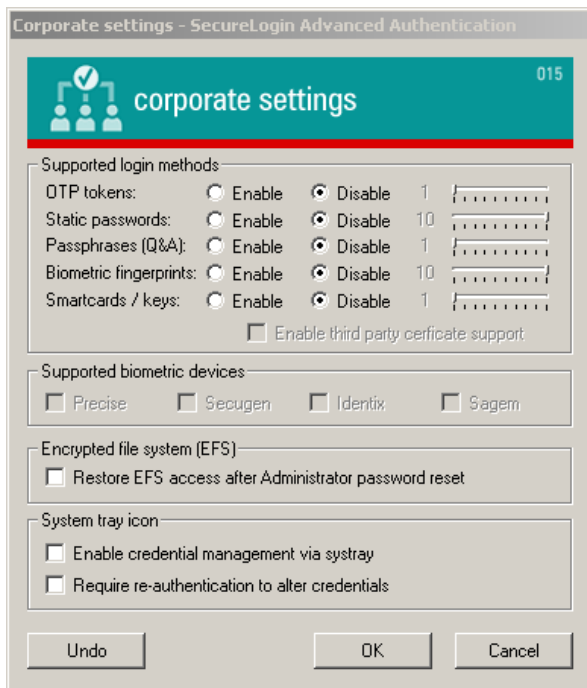 Corporate settings - SecureLogin Advanced Authentication
015
corporate settings
Supported login methods
OTP tokens: Enable Disable 1
Static passwords: Enable Disable 10
Passphrases (Q&A): Enable Disable 1
Biometric fingerprints: Enable Disable 10
Smartcards / keys: Enable Disable 1
Enable third party cerficate support
Supported biometric devices
Precise Secugen Identix Sagem
Encrypted file system (EFS)
Restore EFS access after Administrator password reset
System tray icon
Enable credential management via systray
Require re-authentication to alter credentials
Undo OK Cancel